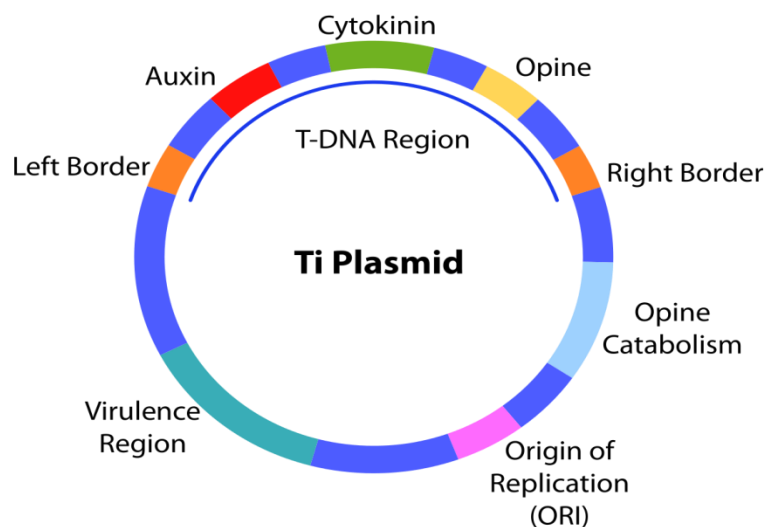 Cytokinin
Auxin
Opine
T-DNA Region
Left Border
Right Border
Ti Plasmid
Opine
Catabolism
Virulence
Region
Origin of
Replication
(ORI)